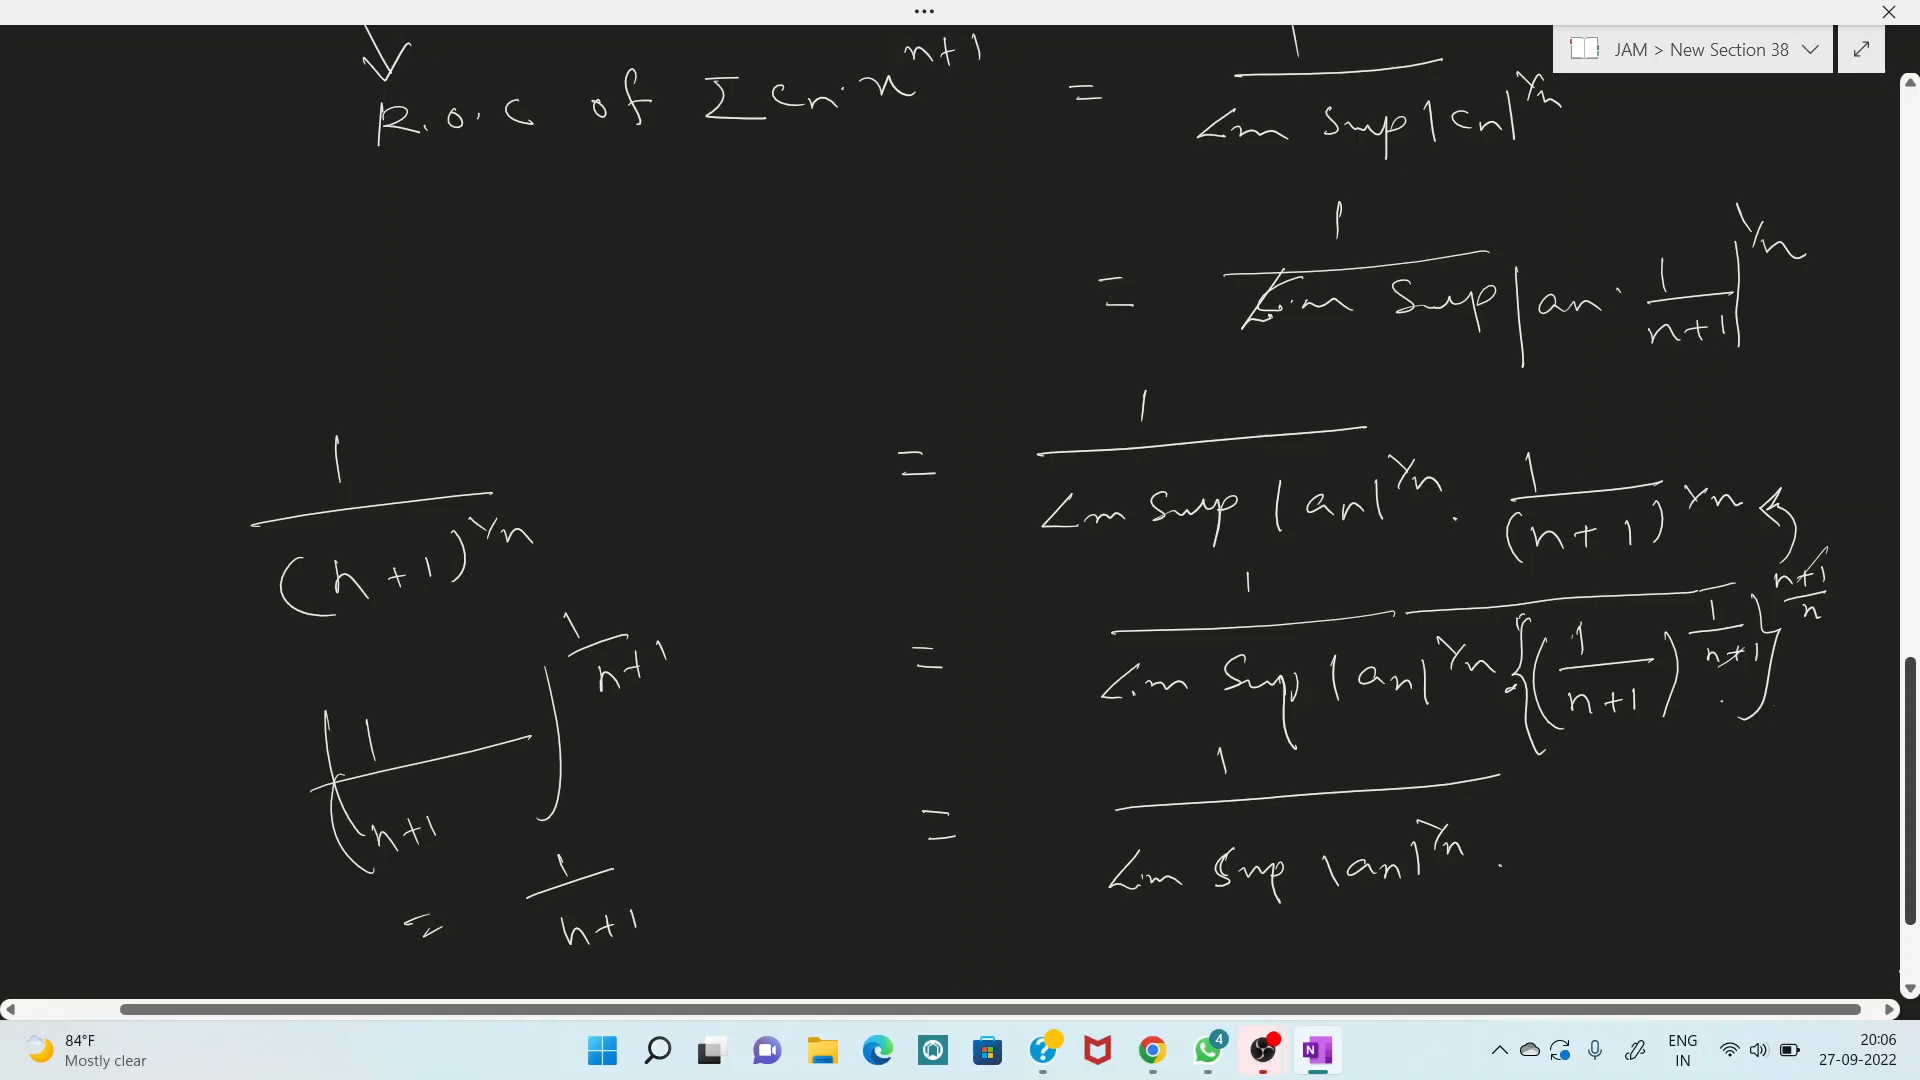 JAM > New Section 38
R.O.C of Σcn·x^{n+1} = 1 / Lim Sup |cn|^{1/n}
= 1 / Lim Sup |an · 1/(n+1)|^{1/n}
= 1 / Lim Sup |an|^{1/n} · 1/(n+1)^{1/n}
1/(n+1)^{1/n}
= 1 / Lim Sup |an|^{1/n} {(1/(n+1))^{1/(n+1)}}^{(n+1)/n}
(1/(n+1))^{1/(n+1)}
= 1 / Lim Sup |an|^{1/n} .
= 1/(n+1)
84°F
Mostly clear
4
ENG
IN
20:06
27-09-2022